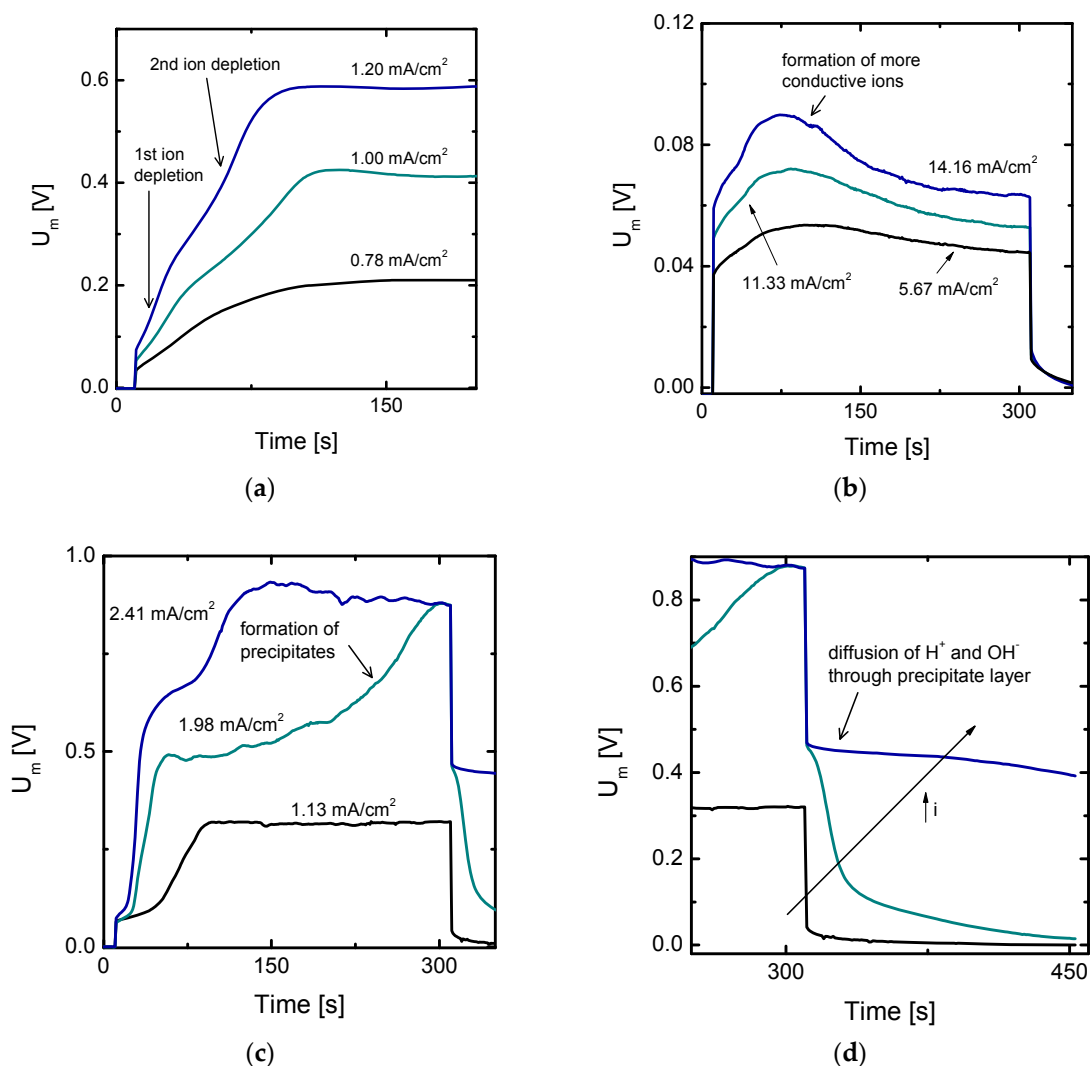 0.6
0.4
0.2
0.0
U_m [V]
2nd ion depletion
1st ion
depletion
1.20 mA/cm²
1.00 mA/cm²
0.78 mA/cm²
0
150
Time [s]
(a)
0.12
0.08
0.04
0.00
U_m [V]
formation of more
conductive ions
14.16 mA/cm²
11.33 mA/cm²
5.67 mA/cm²
0
150
300
Time [s]
(b)
1.0
0.5
0.0
U_m [V]
2.41 mA/cm²
formation of
precipitates
1.98 mA/cm²
1.13 mA/cm²
0
150
300
Time [s]
(c)
0.8
0.6
0.4
0.2
0.0
U_m [V]
diffusion of H⁺ and OH⁻
through precipitate layer
i
300
450
Time [s]
(d)